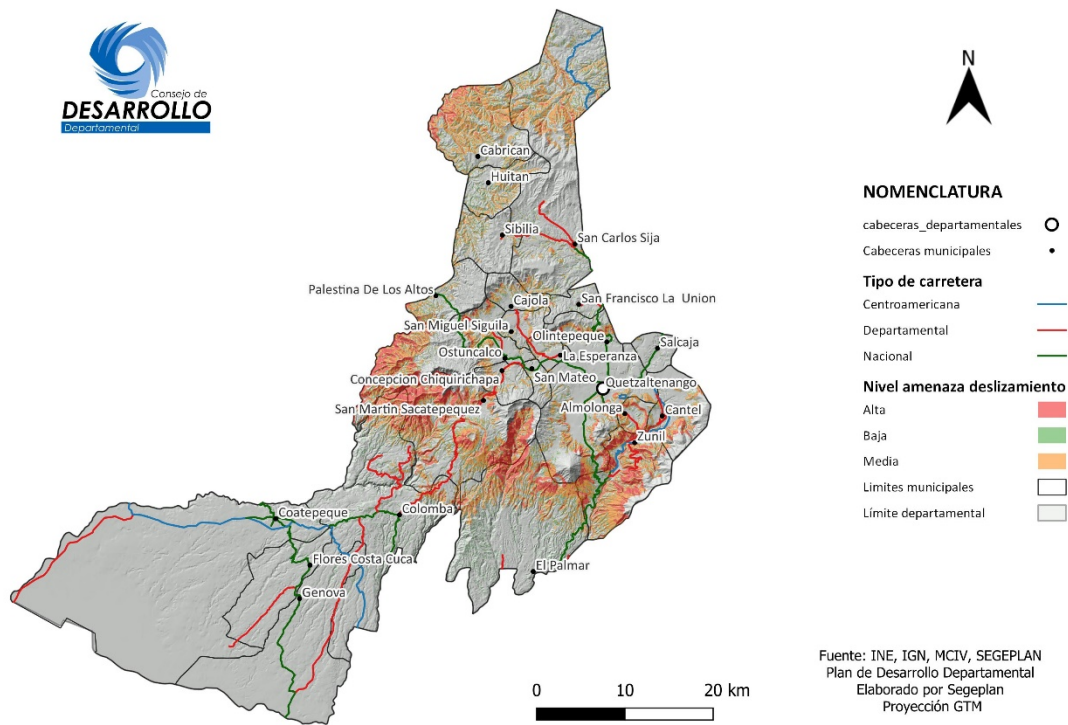 Consejo de
DESARROLLO
Departamental
N
Cabrican
Huitan
Sibilia
San Carlos Sija
Palestina De Los Altos
Cajola
San Francisco La Union
San Miguel Siguila
Olintepeque
Salcaja
Ostuncalco
La Esperanza
Concepcion Chiquirichapa
San Mateo
Quetzaltenango
San Martin Sacatepequez
Almolonga
Cantel
Zunil
Coatepeque
Colomba
Flores Costa Cuca
El Palmar
Genova
NOMENCLATURA
cabeceras_departamentales
Cabeceras municipales
Tipo de carretera
Centroamericana
Departamental
Nacional
Nivel amenaza deslizamiento
Alta
Baja
Media
Limites municipales
Límite departamental
0 10 20 km
Fuente: INE, IGN, MCIV, SEGEPLAN
Plan de Desarrollo Departamental
Elaborado por Segeplan
Proyección GTM